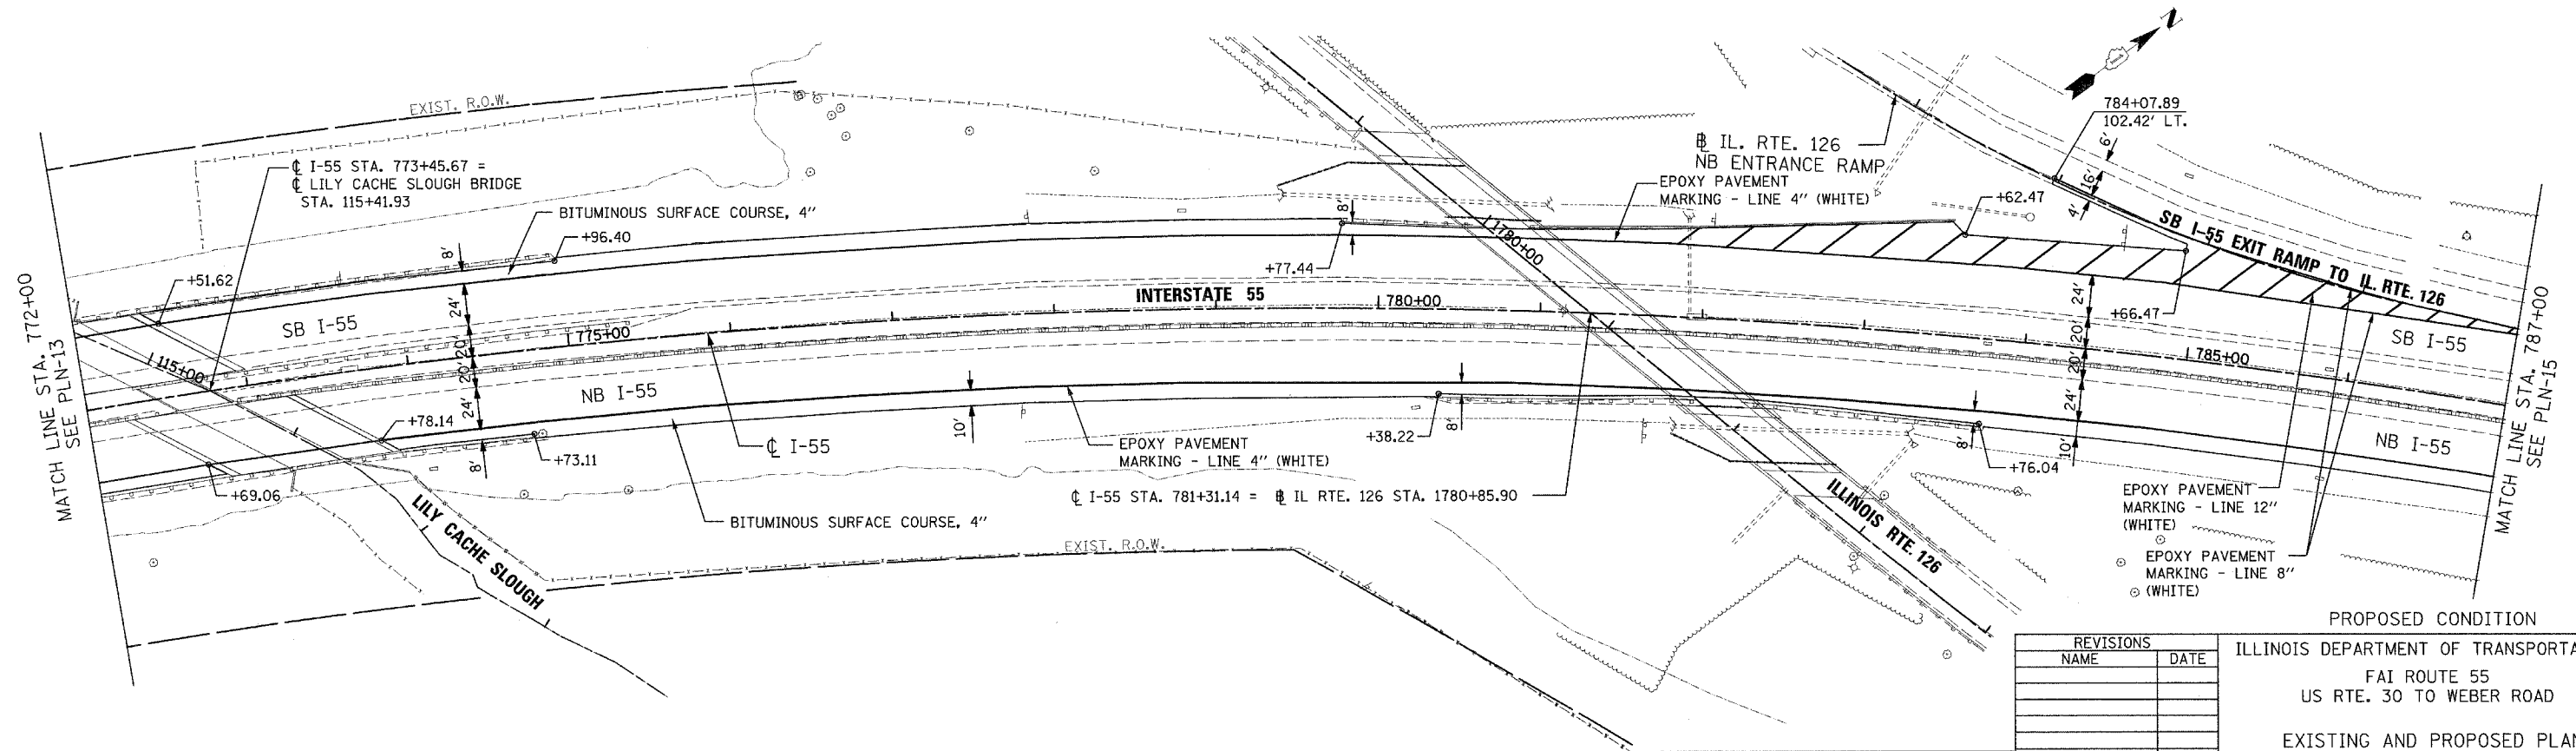 EXIST. R.O.W.
N
784+07.89
102.42' LT.
6'
16'
4'
℄ I-55 STA. 773+45.67 =
℄ LILY CACHE SLOUGH BRIDGE
STA. 115+41.93
BITUMINOUS SURFACE COURSE, 4"
+96.40
8'
+51.62
MATCH LINE STA. 772+00
SEE PLN-13
SB I-55
24'
20'
20'
24'
8'
115+00
775+00
NB I-55
+78.14
+73.11
+69.06
LILY CACHE SLOUGH
10'
℄ I-55
BITUMINOUS SURFACE COURSE, 4"
EPOXY PAVEMENT
MARKING - LINE 4" (WHITE)
INTERSTATE 55
780+00
8'
+77.44
1780+00
IL. RTE. 126
NB ENTRANCE RAMP
EPOXY PAVEMENT
MARKING - LINE 4" (WHITE)
+62.47
SB I-55 EXIT RAMP TO IL. RTE. 126
+66.47
24'
20'
20'
24'
10'
785+00
SB I-55
NB I-55
+38.22
8'
8'
+76.04
℄ I-55 STA. 781+31.14 = IL RTE. 126 STA. 1780+85.90
ILLINOIS RTE. 126
EXIST. R.O.W.
EPOXY PAVEMENT
MARKING - LINE 12"
(WHITE)
EPOXY PAVEMENT
MARKING - LINE 8"
(WHITE)
MATCH LINE STA. 787+00
SEE PLN-15
PROPOSED CONDITION
REVISIONS
NAME DATE
ILLINOIS DEPARTMENT OF TRANSPORTA
FAI ROUTE 55
US RTE. 30 TO WEBER ROAD
EXISTING AND PROPOSED PLAN